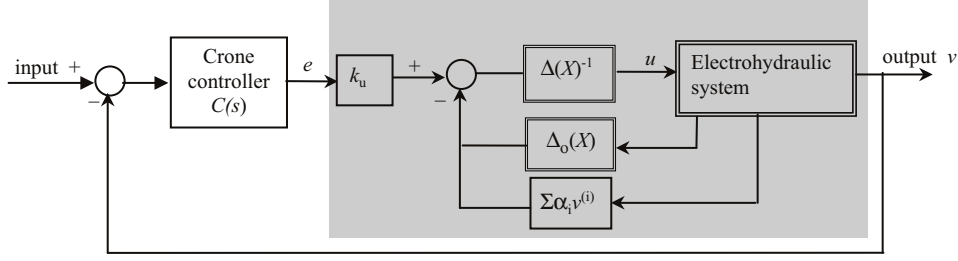 input +
−
Crone
controller
C(s)
e
k_u
+
−
Δ(X)⁻¹
u
Electrohydraulic
system
output v
Δ_o(X)
Σα_i v^(i)